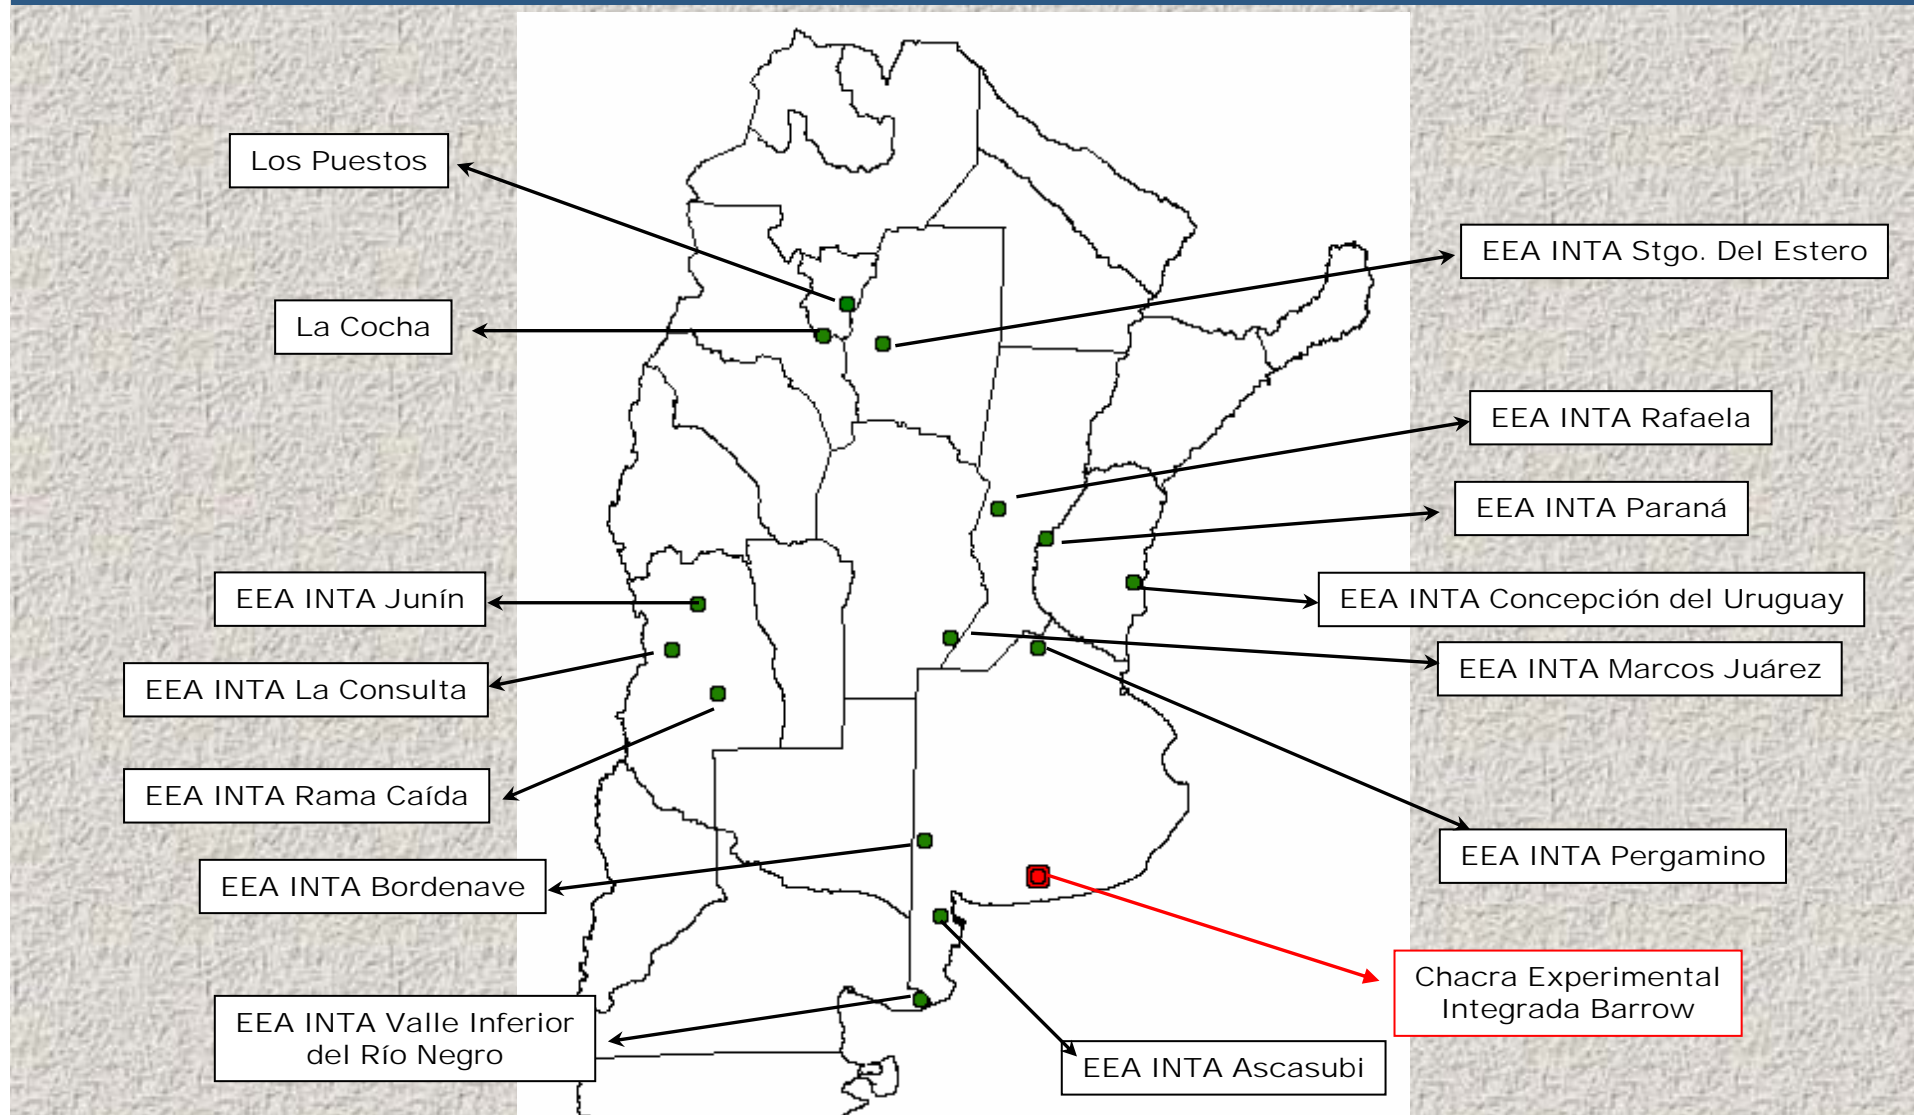 Los Puestos
EEA INTA Stgo. Del Estero
La Cocha
EEA INTA Rafaela
EEA INTA Paraná
EEA INTA Junín
EEA INTA Concepción del Uruguay
EEA INTA La Consulta
EEA INTA Marcos Juárez
EEA INTA Rama Caída
EEA INTA Pergamino
EEA INTA Bordenave
Chacra Experimental
Integrada Barrow
EEA INTA Valle Inferior
del Río Negro
EEA INTA Ascasubi